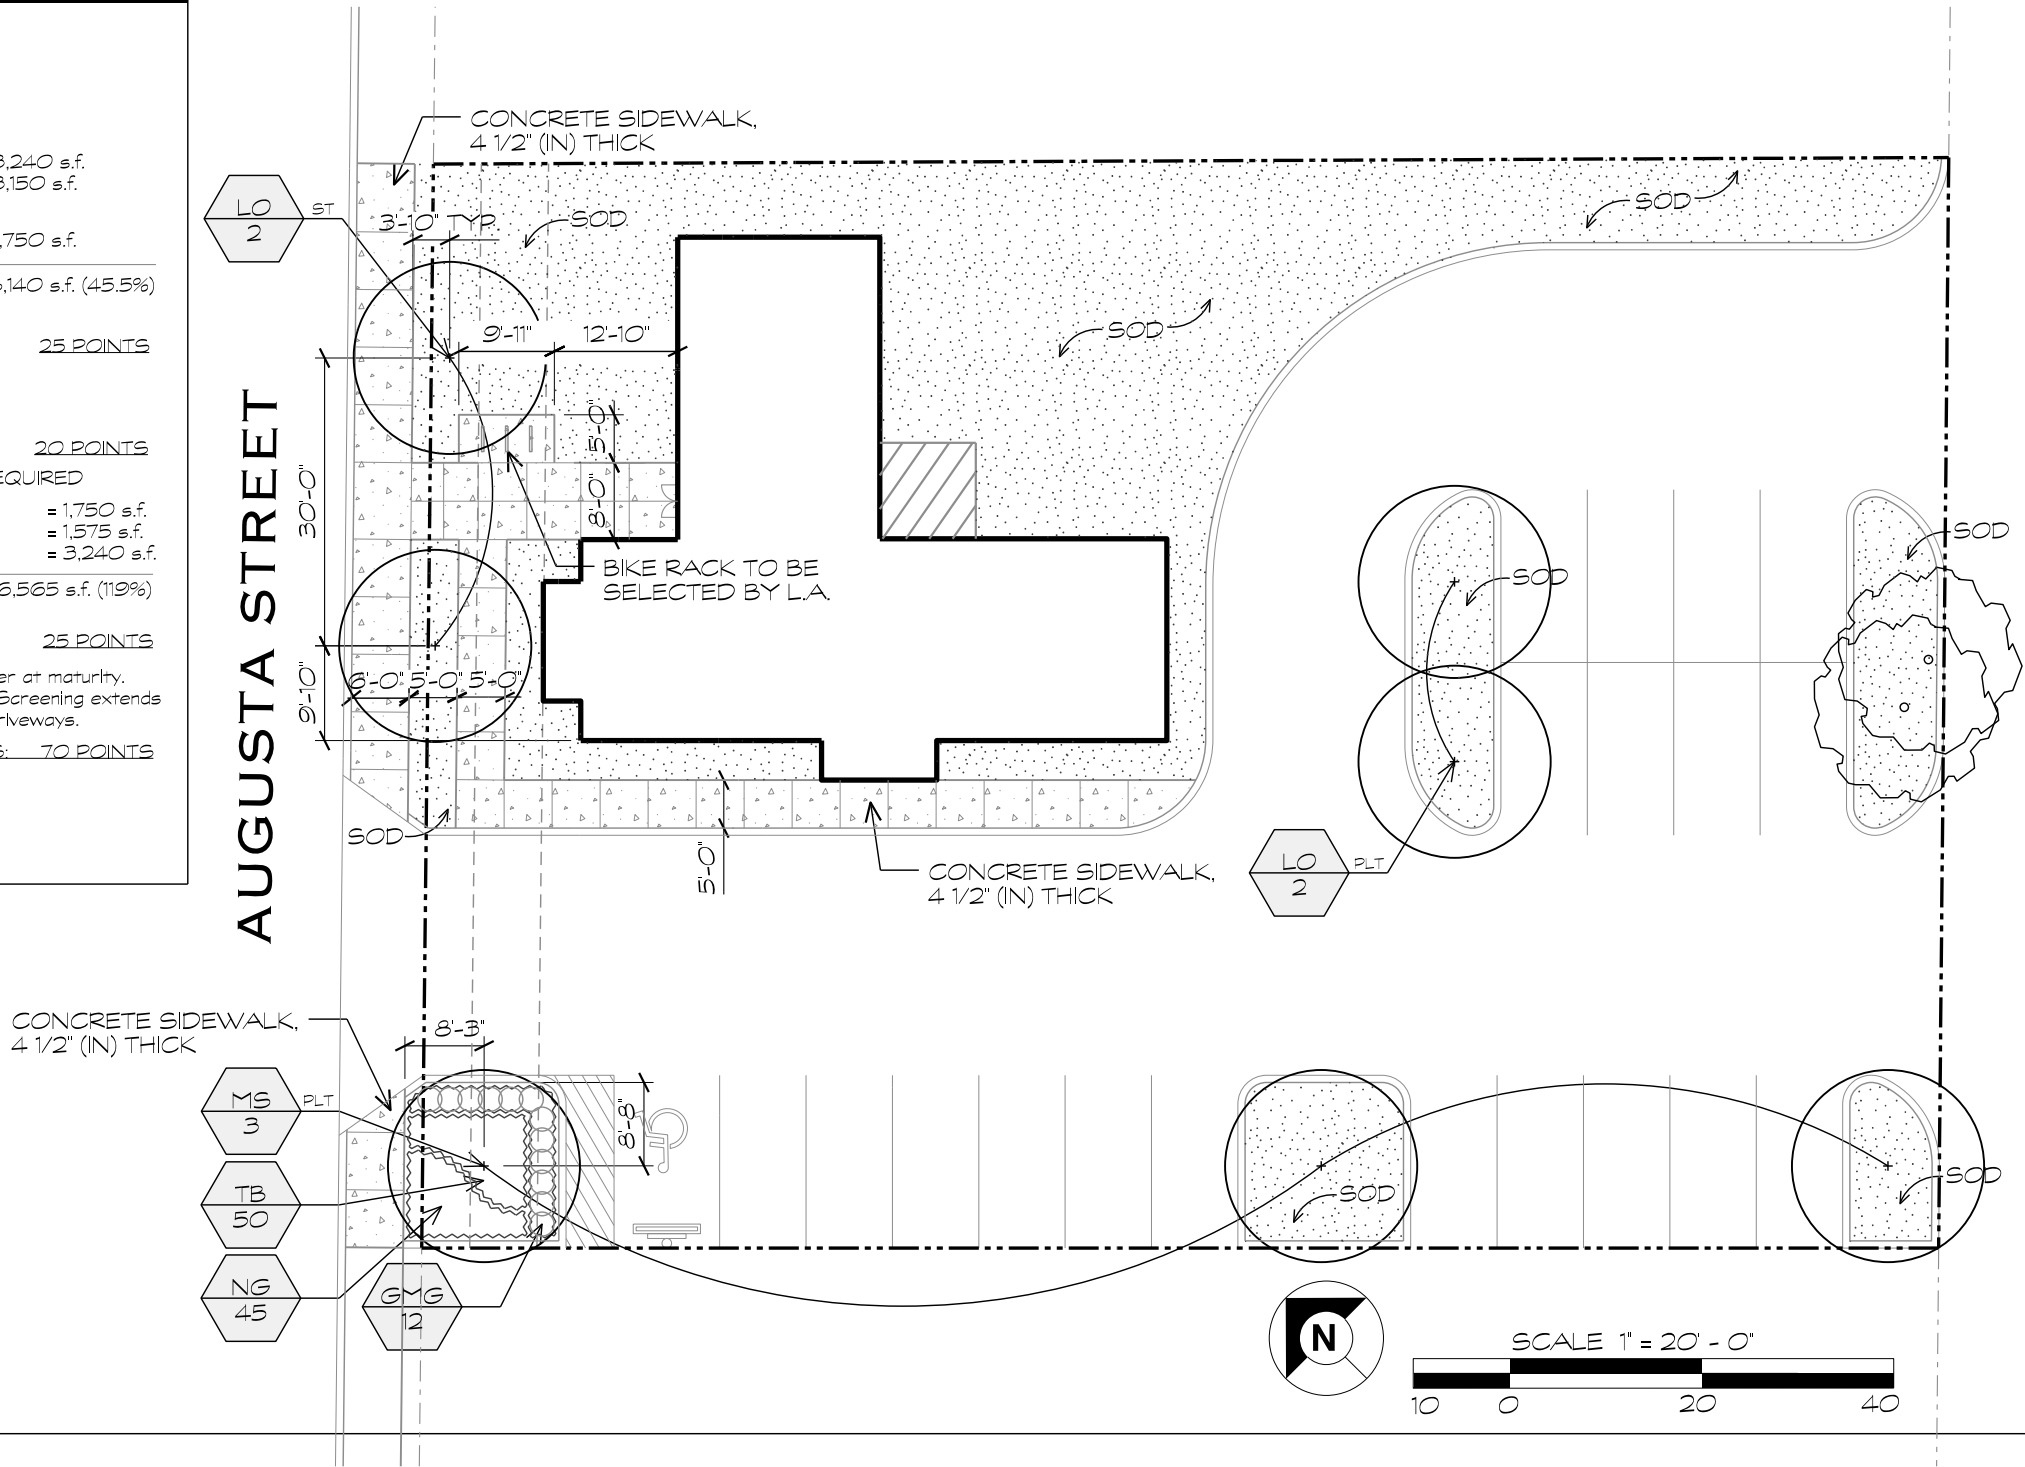 3,240 s.f.
3,150 s.f.
,750 s.f.
,140 s.f. (45.5%)
25 POINTS
20 POINTS
EQUIRED
= 1,750 s.f.
= 1,575 s.f.
= 3,240 s.f.
6,565 s.f. (119%)
25 POINTS
er at maturity.
Screening extends
riveways.
S: 70 POINTS
AUGUSTA STREET
CONCRETE SIDEWALK,
4 1/2" (IN) THICK
LO
2
ST
3'-10" TYP.
SOD
SOD
SOD
9'-11"
12'-10"
5'-0"
8'-0"
30'-0"
9'-10"
BIKE RACK TO BE
SELECTED BY L.A.
6'-0"
5'-0"
5'-0"
SOD
5'-0"
CONCRETE SIDEWALK,
4 1/2" (IN) THICK
SOD
SOD
LO
2
PLT
CONCRETE SIDEWALK,
4 1/2" (IN) THICK
8'-3"
8'-8"
MS
3
PLT
TB
50
NG
45
GMG
12
SOD
SOD
N
SCALE 1" = 20' - 0"
10 0 20 40